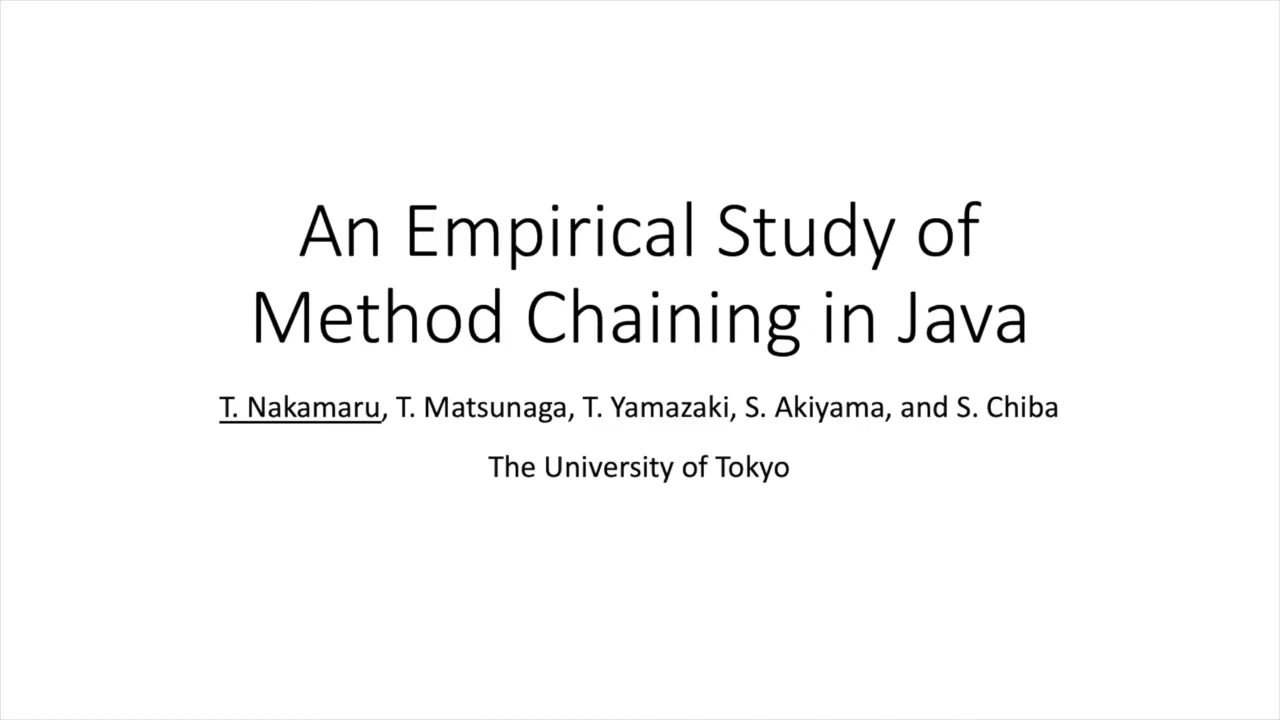 An Empirical Study of
Method Chaining in Java
T. Nakamaru, T. Matsunaga, T. Yamazaki, S. Akiyama, and S. Chiba
The University of Tokyo